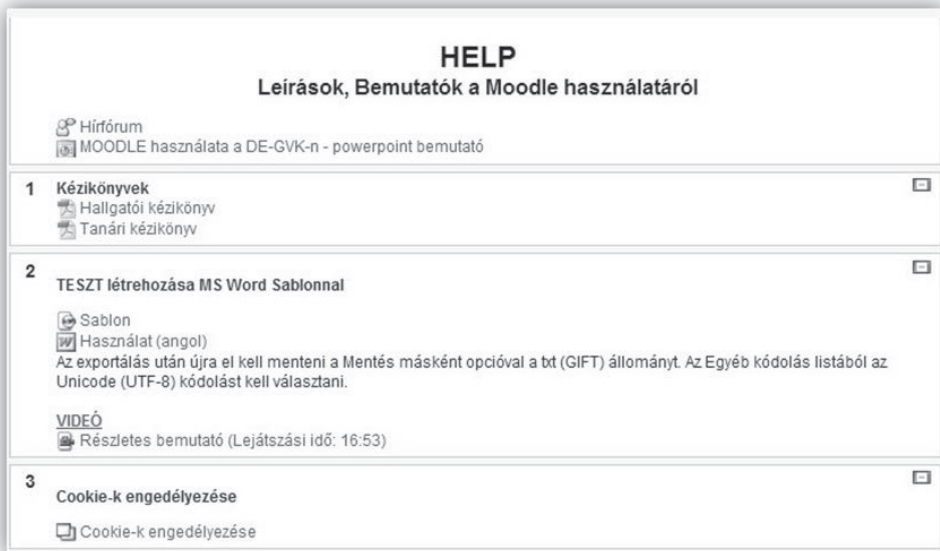 HELP
Leírások, Bemutatók a Moodle használatáról
Hírfórum
MOODLE használata a DE-GVK-n - powerpoint bemutató
1 Kézikönyvek
Hallgatói kézikönyv
Tanári kézikönyv
2
TESZT létrehozása MS Word Sablonnal
Sablon
Használat (angol)
Az exportálás után újra el kell menteni a Mentés másként opcióval a txt (GIFT) állományt. Az Egyéb kódolás listából az
Unicode (UTF-8) kódolást kell választani.
VIDEÓ
Részletes bemutató (Lejátszási idő: 16:53)
3
Cookie-k engedélyezése
Cookie-k engedélyezése